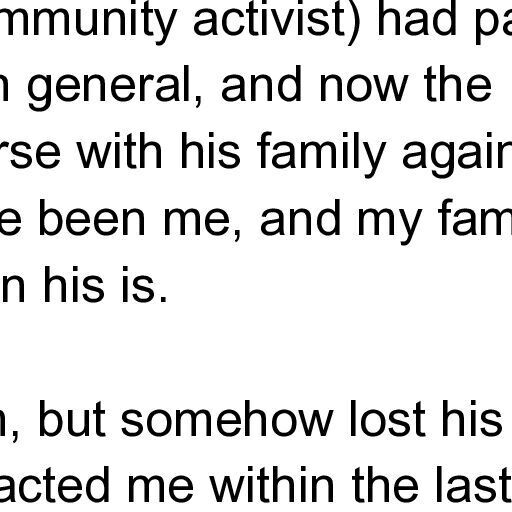 mmunity activist) had pa
n general, and now the
rse with his family again
e been me, and my fam
n his is.
n, but somehow lost his
acted me within the last